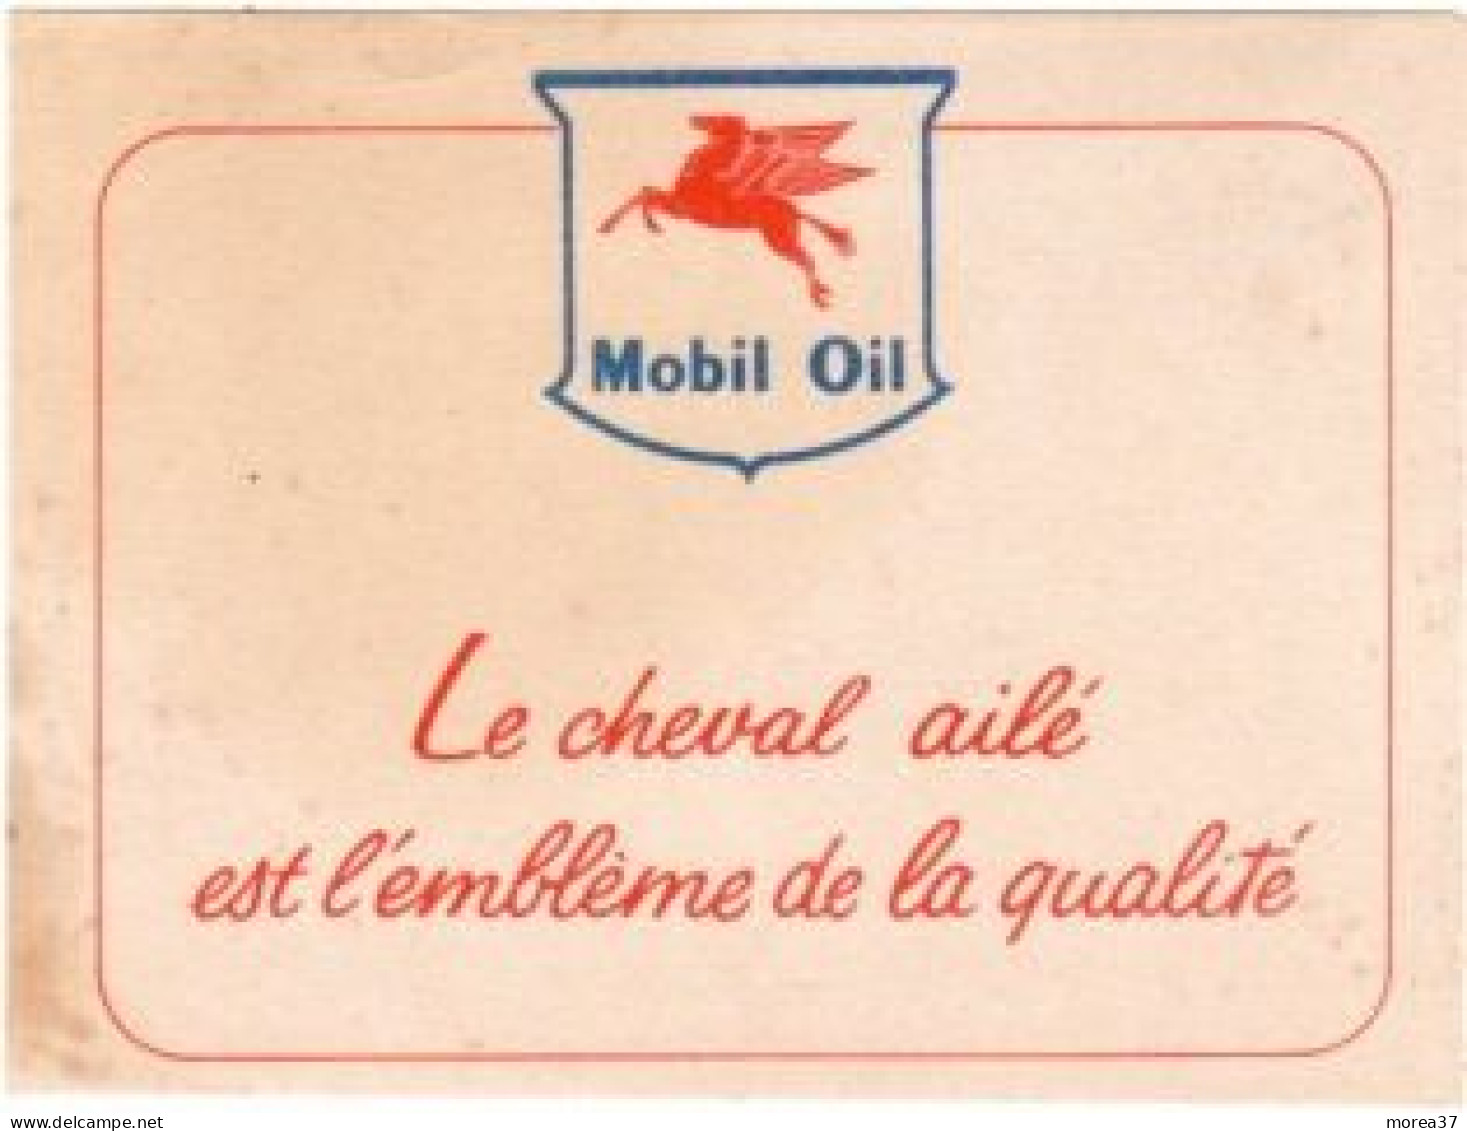 Mobil Oil
Le cheval ailé
est l'emblème de la qualité
www.delcampe.net
morea37